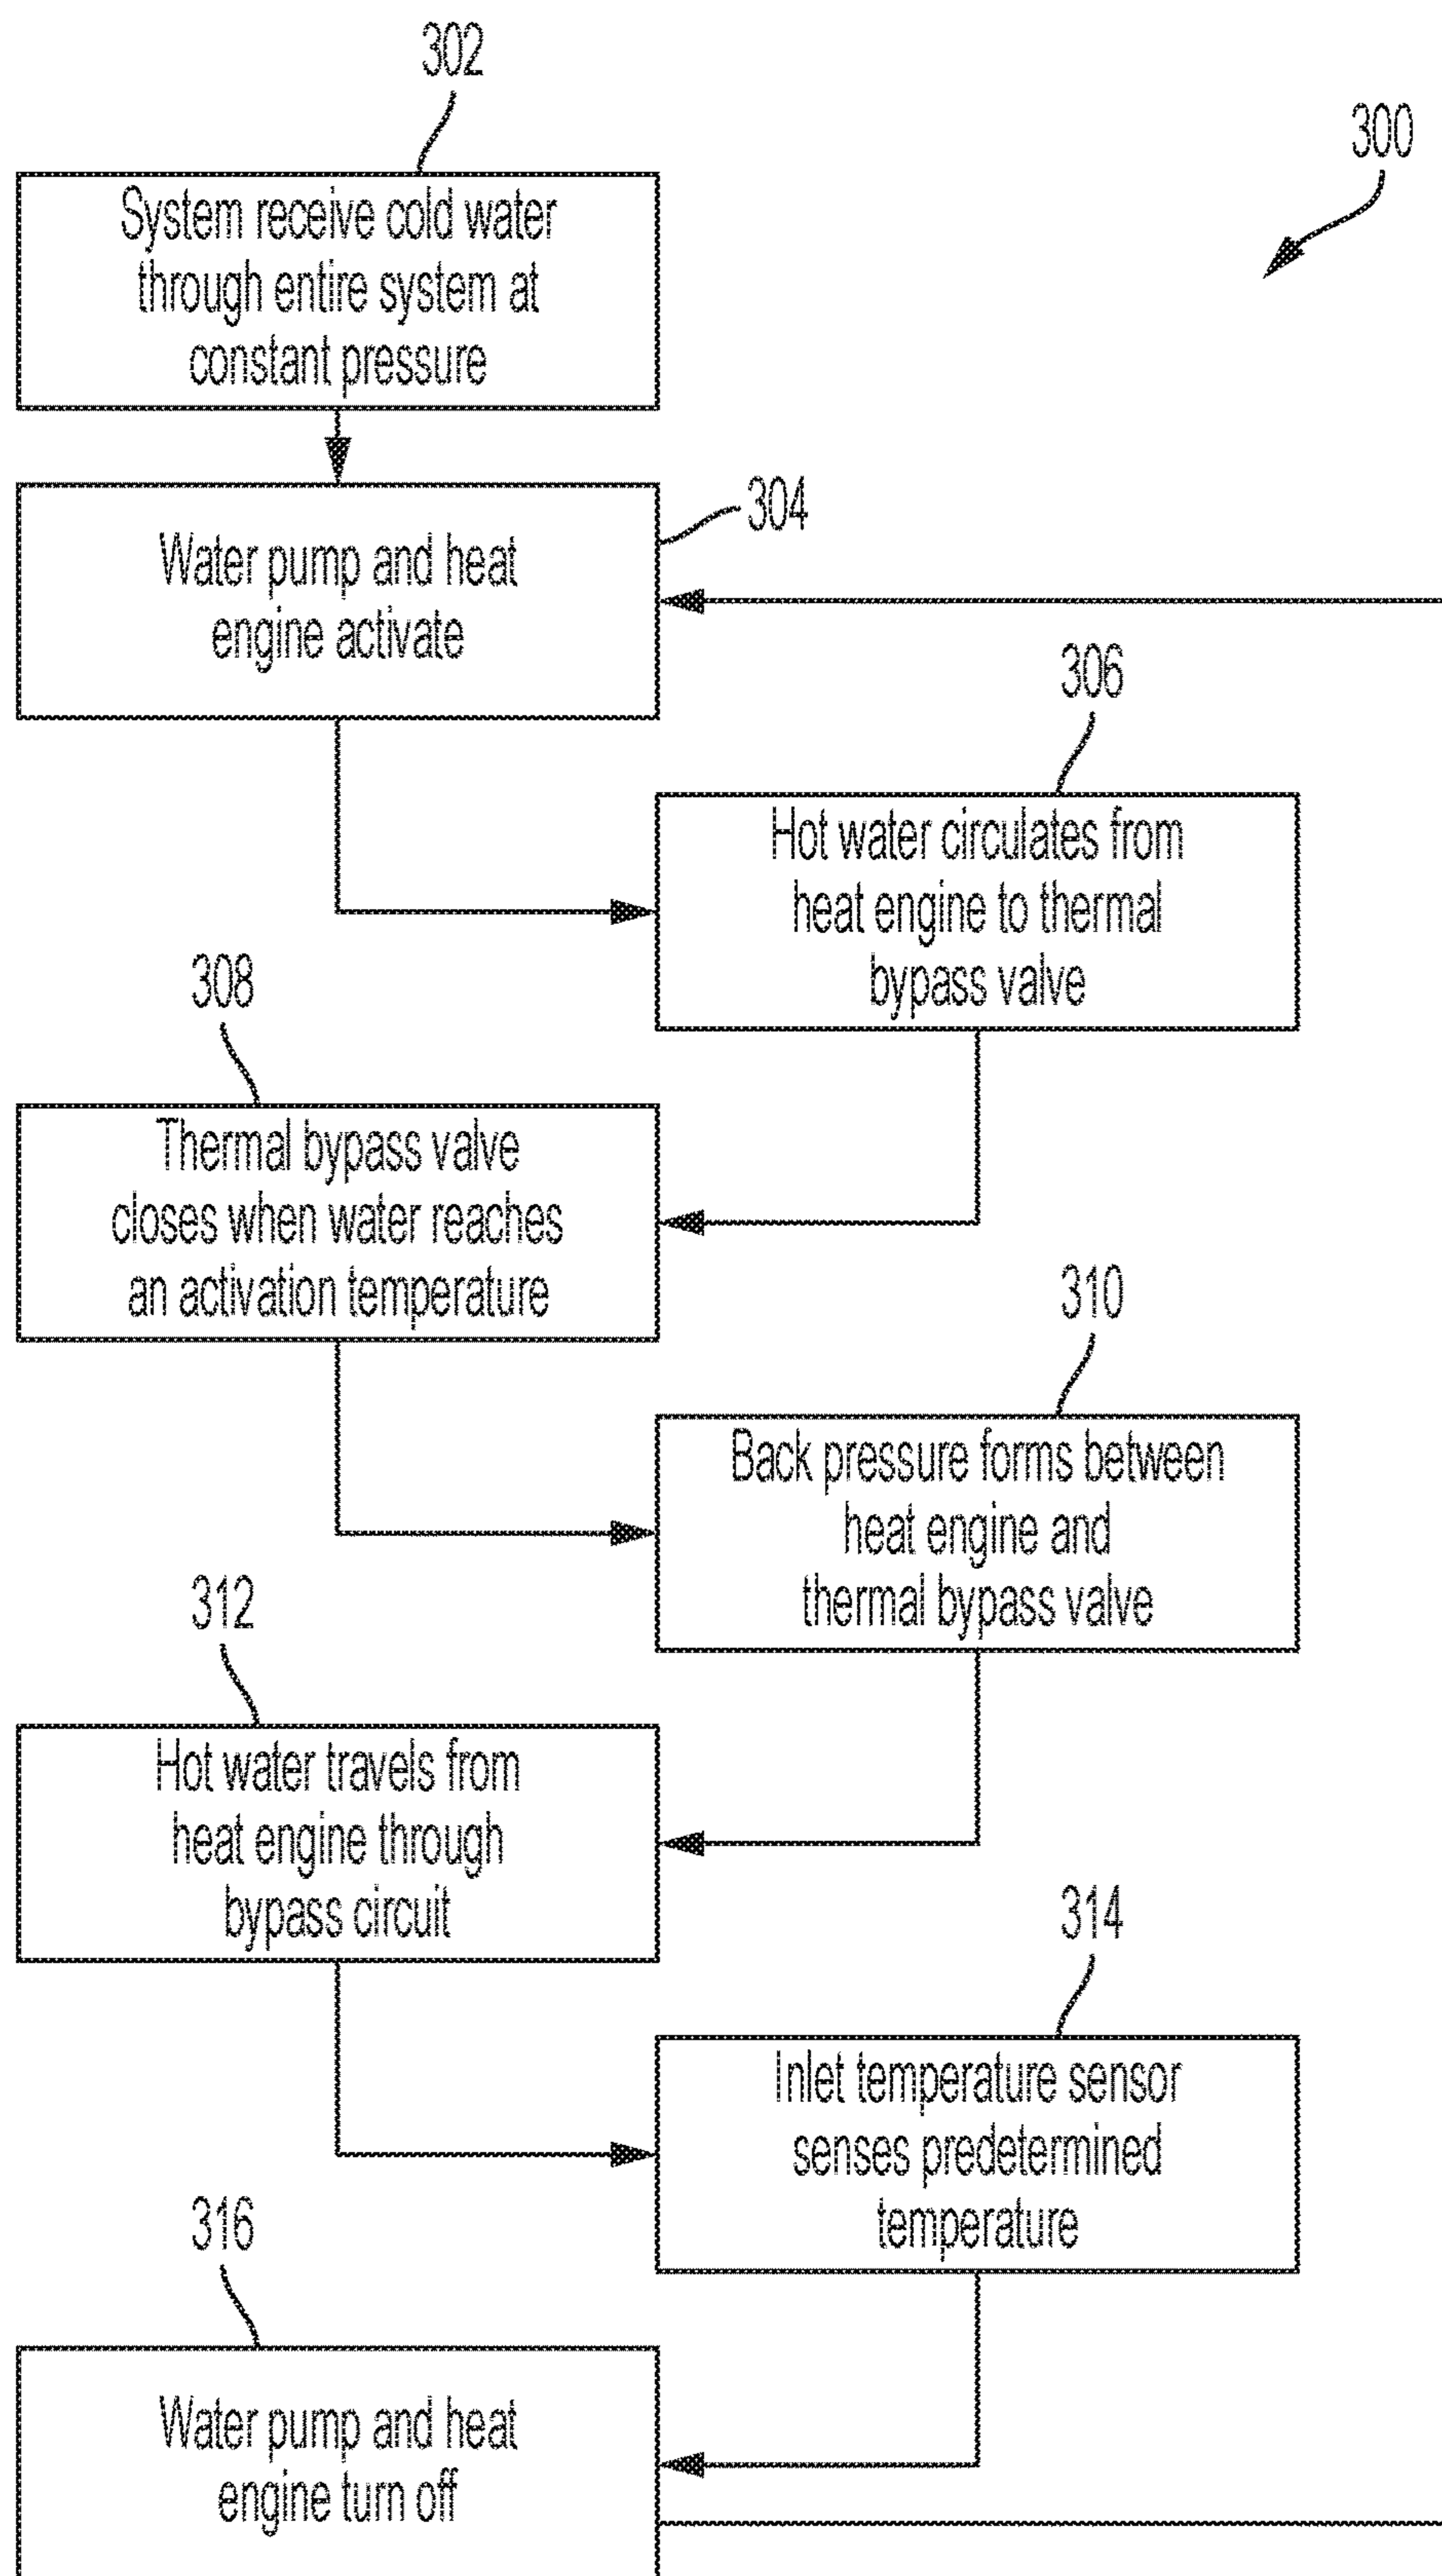 302
300
System receive cold water
through entire system at
constant pressure
304
Water pump and heat
engine activate
306
Hot water circulates from
heat engine to thermal
bypass valve
308
Thermal bypass valve
closes when water reaches
an activation temperature
310
Back pressure forms between
heat engine and
thermal bypass valve
312
Hot water travels from
heat engine through
bypass circuit
314
Inlet temperature sensor
senses predetermined
temperature
316
Water pump and heat
engine turn off